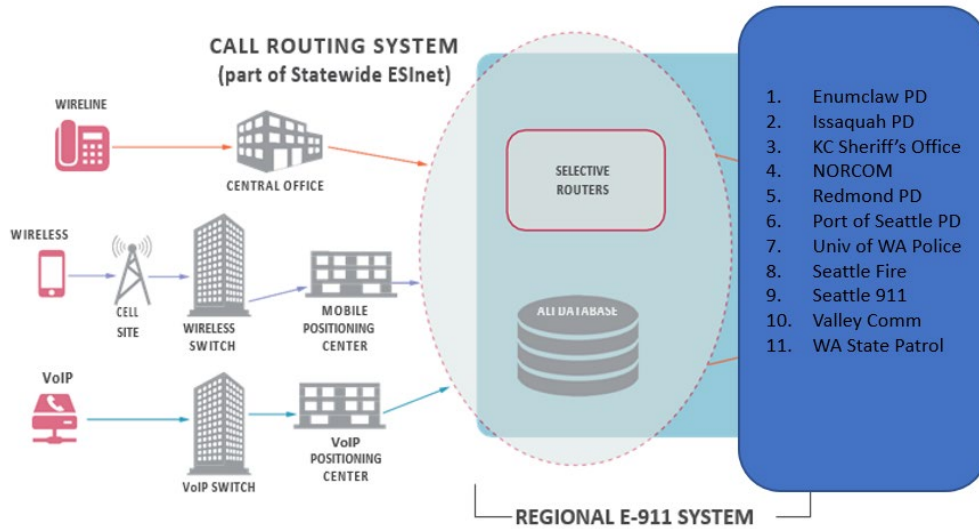 CALL ROUTING SYSTEM
(part of Statewide ESInet)
WIRELINE
CENTRAL OFFICE
WIRELESS
CELL
SITE
WIRELESS
SWITCH
MOBILE
POSITIONING
CENTER
VoIP
VoIP SWITCH
VoIP
POSITIONING
CENTER
SELECTIVE
ROUTERS
ALI DATABASE
1. Enumclaw PD
2. Issaquah PD
3. KC Sheriff's Office
4. NORCOM
5. Redmond PD
6. Port of Seattle PD
7. Univ of WA Police
8. Seattle Fire
9. Seattle 911
10. Valley Comm
11. WA State Patrol
REGIONAL E-911 SYSTEM